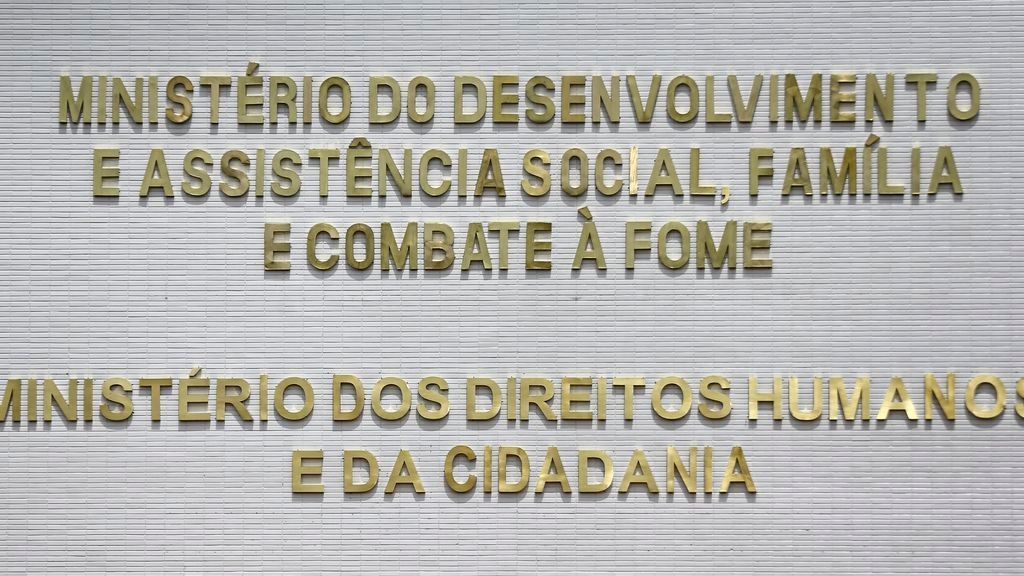 MINISTÉRIO DO DESENVOLVIMENTO
E ASSISTÊNCIA SOCIAL, FAMÍLIA
E COMBATE À FOME
MINISTÉRIO DOS DIREITOS HUMANOS
E DA CIDADANIA